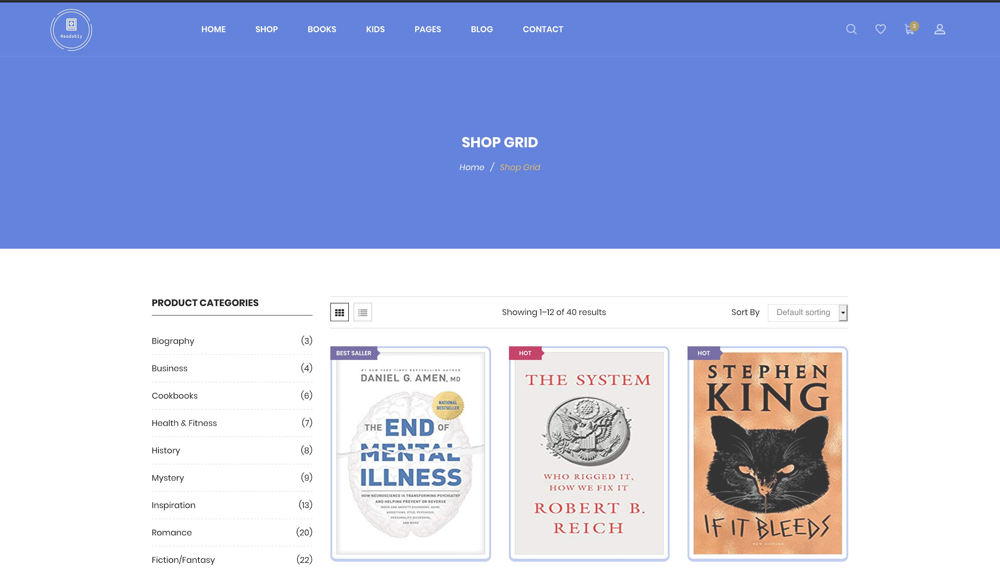 Readably
HOME
SHOP
BOOKS
KIDS
PAGES
BLOG
CONTACT
3
SHOP GRID
Home / Shop Grid
PRODUCT CATEGORIES
Biography (3)
Business (4)
Cookbooks (6)
Health & Fitness (7)
History (8)
Mystery (9)
Inspiration (13)
Romance (20)
Fiction/Fantasy (22)
Showing 1–12 of 40 results
Sort By
Default sorting
BEST SALLER
#1 NEW YORK TIMES BESTSELLING AUTHOR
DANIEL G. AMEN, MD
NATIONAL
BESTSELLER
THE END OF
MENTAL
ILLNESS
HOW NEUROSCIENCE IS TRANSFORMING PSYCHIATRY
AND HELPING PREVENT OR REVERSE
MOOD AND ANXIETY DISORDERS, ADHD,
ADDICTIONS, PTSD, PSYCHOSIS,
PERSONALITY DISORDERS,
AND MORE
HOT
THE SYSTEM
WHO RIGGED IT,
HOW WE FIX IT
ROBERT B.
REICH
HOT
STEPHEN
KING
IF IT BLEEDS
NEW FICTION